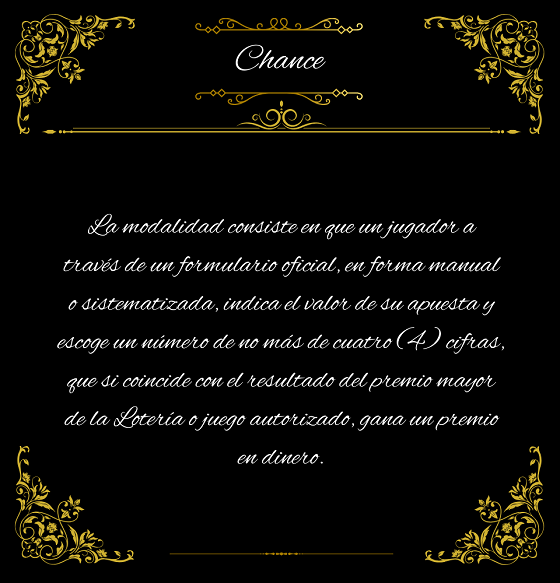 Chance
La modalidad consiste en que un jugador a
través de un formulario oficial, en forma manual
o sistematizada, indica el valor de su apuesta y
escoge un número de no más de cuatro (4) cifras,
que si coincide con el resultado del premio mayor
de la Lotería o juego autorizado, gana un premio
en dinero.